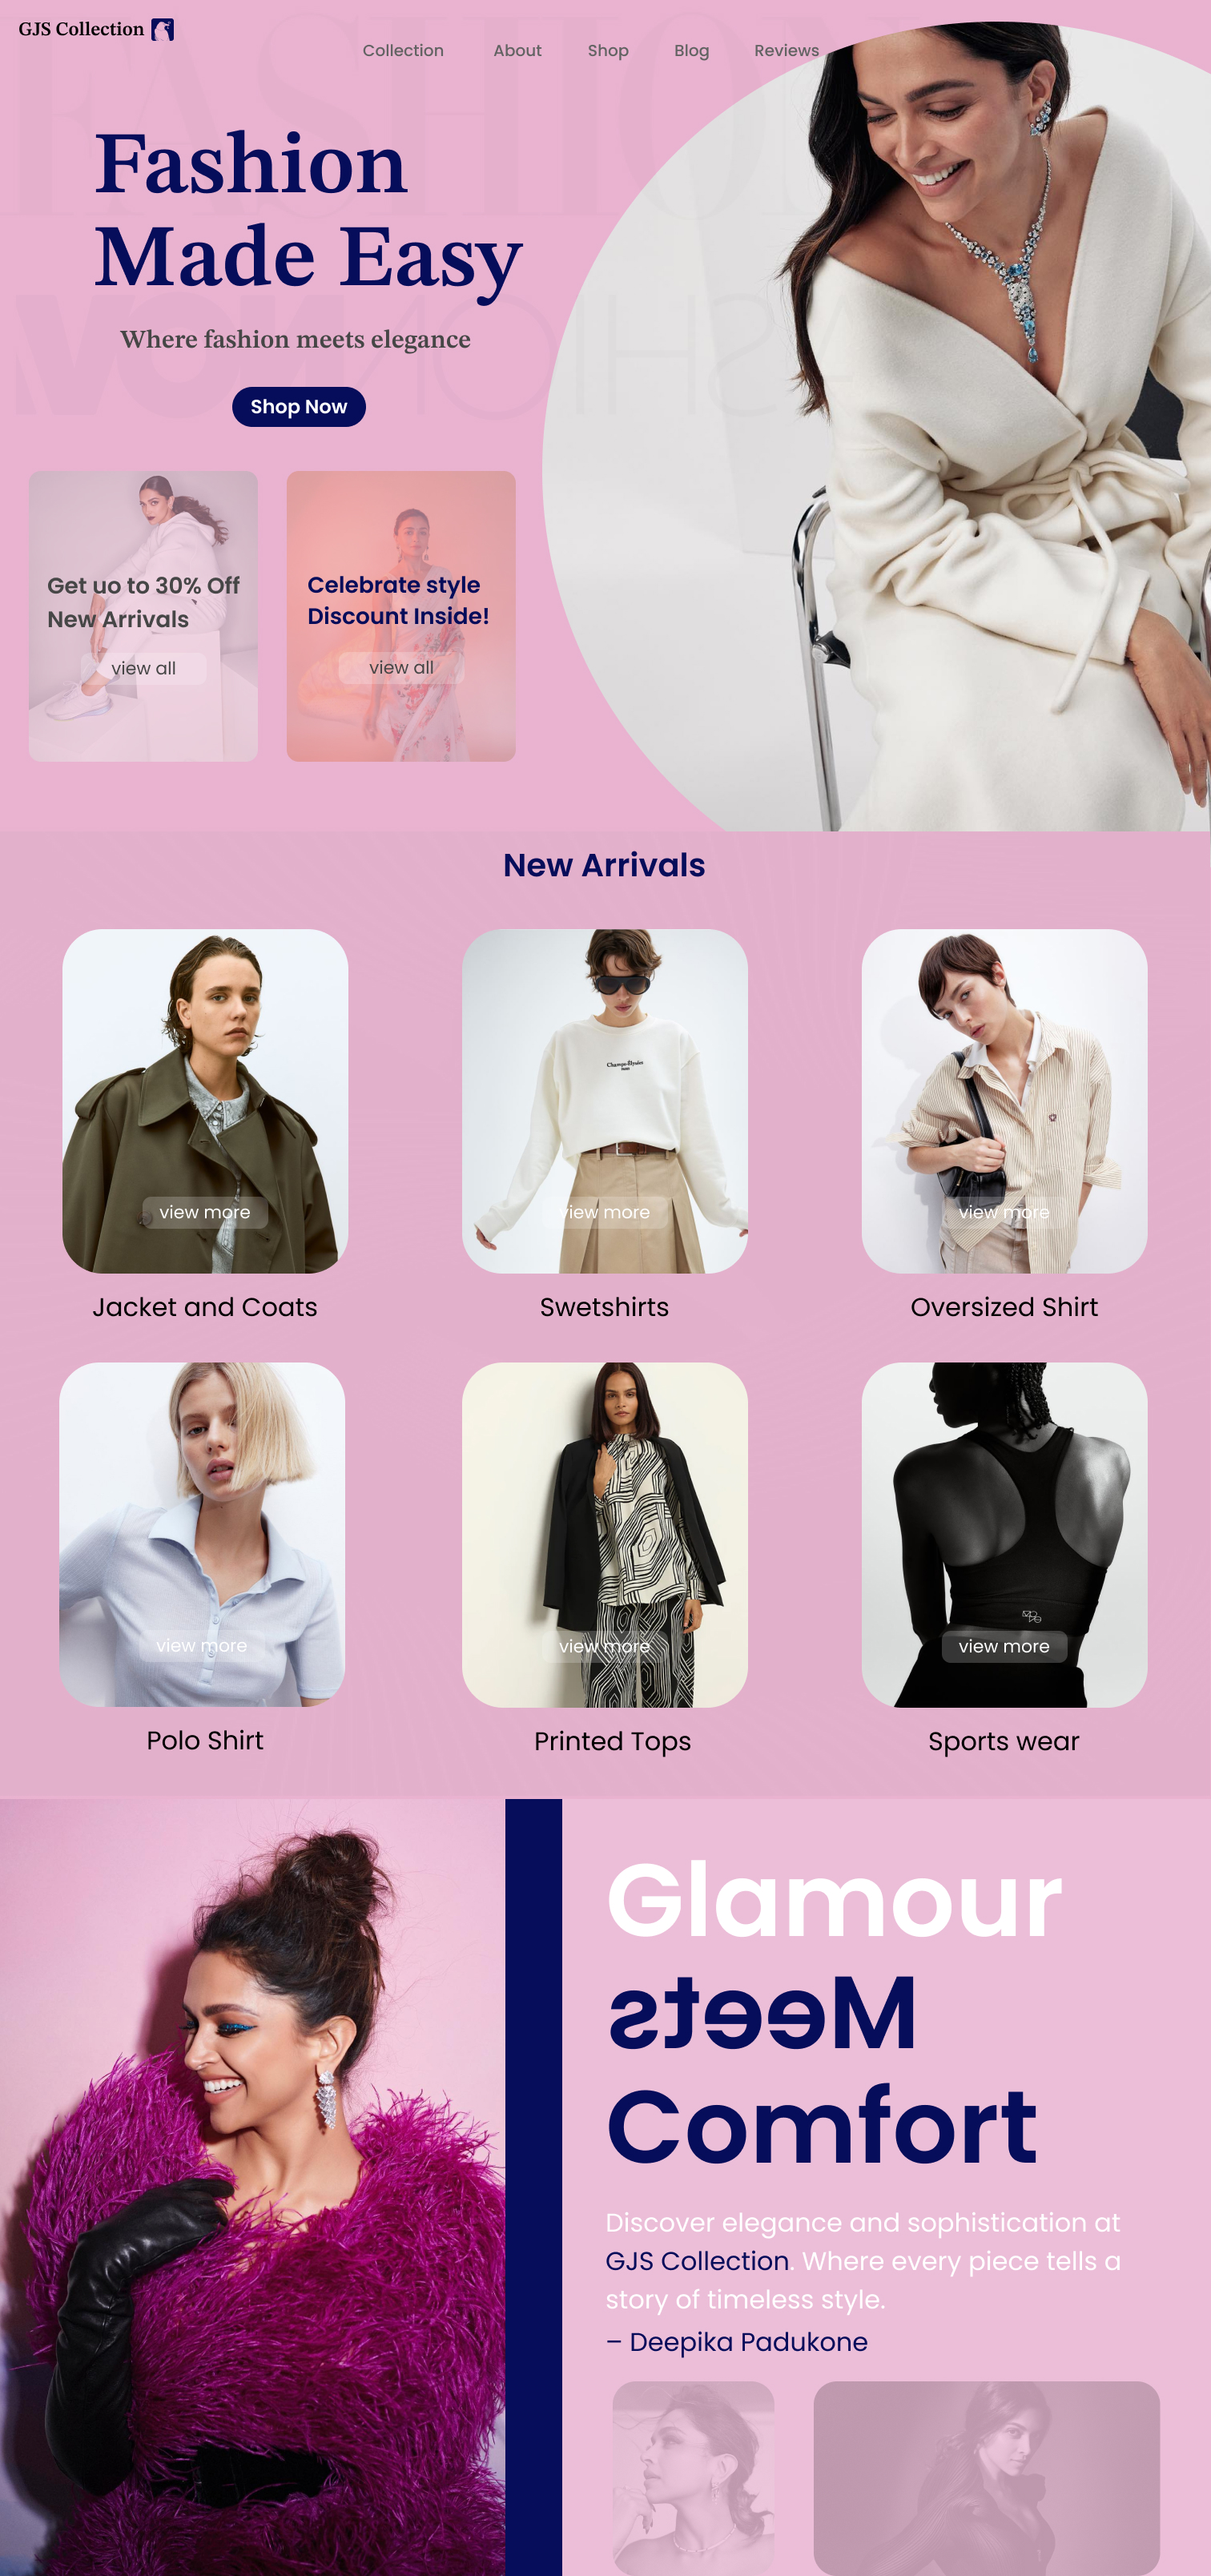 GJS Collection
Collection About Shop Blog Reviews
FASHION
Fashion
Made Easy
Where fashion meets elegance
Shop Now
Get uo to 30% Off
New Arrivals
view all
Celebrate style
Discount Inside!
view all
New Arrivals
Champs-Élysées
view more
view more
view more
Jacket and Coats
Swetshirts
Oversized Shirt
view more
view more
view more
Polo Shirt
Printed Tops
Sports wear
Glamour
Meets
Comfort
Discover elegance and sophistication at
GJS Collection. Where every piece tells a
story of timeless style.
– Deepika Padukone